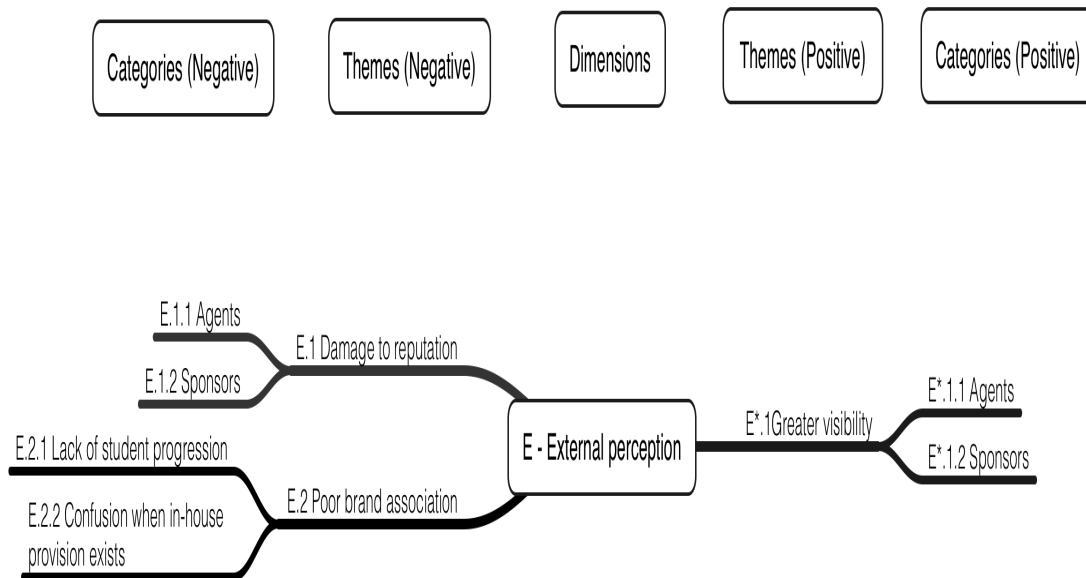 Categories (Negative)
Themes (Negative)
Dimensions
Themes (Positive)
Categories (Positive)
E.1.1 Agents
E.1.2 Sponsors
E.1 Damage to reputation
E.2.1 Lack of student progression
E.2.2 Confusion when in-house
provision exists
E.2 Poor brand association
E - External perception
E*.1Greater visibility
E*.1.1 Agents
E*.1.2 Sponsors